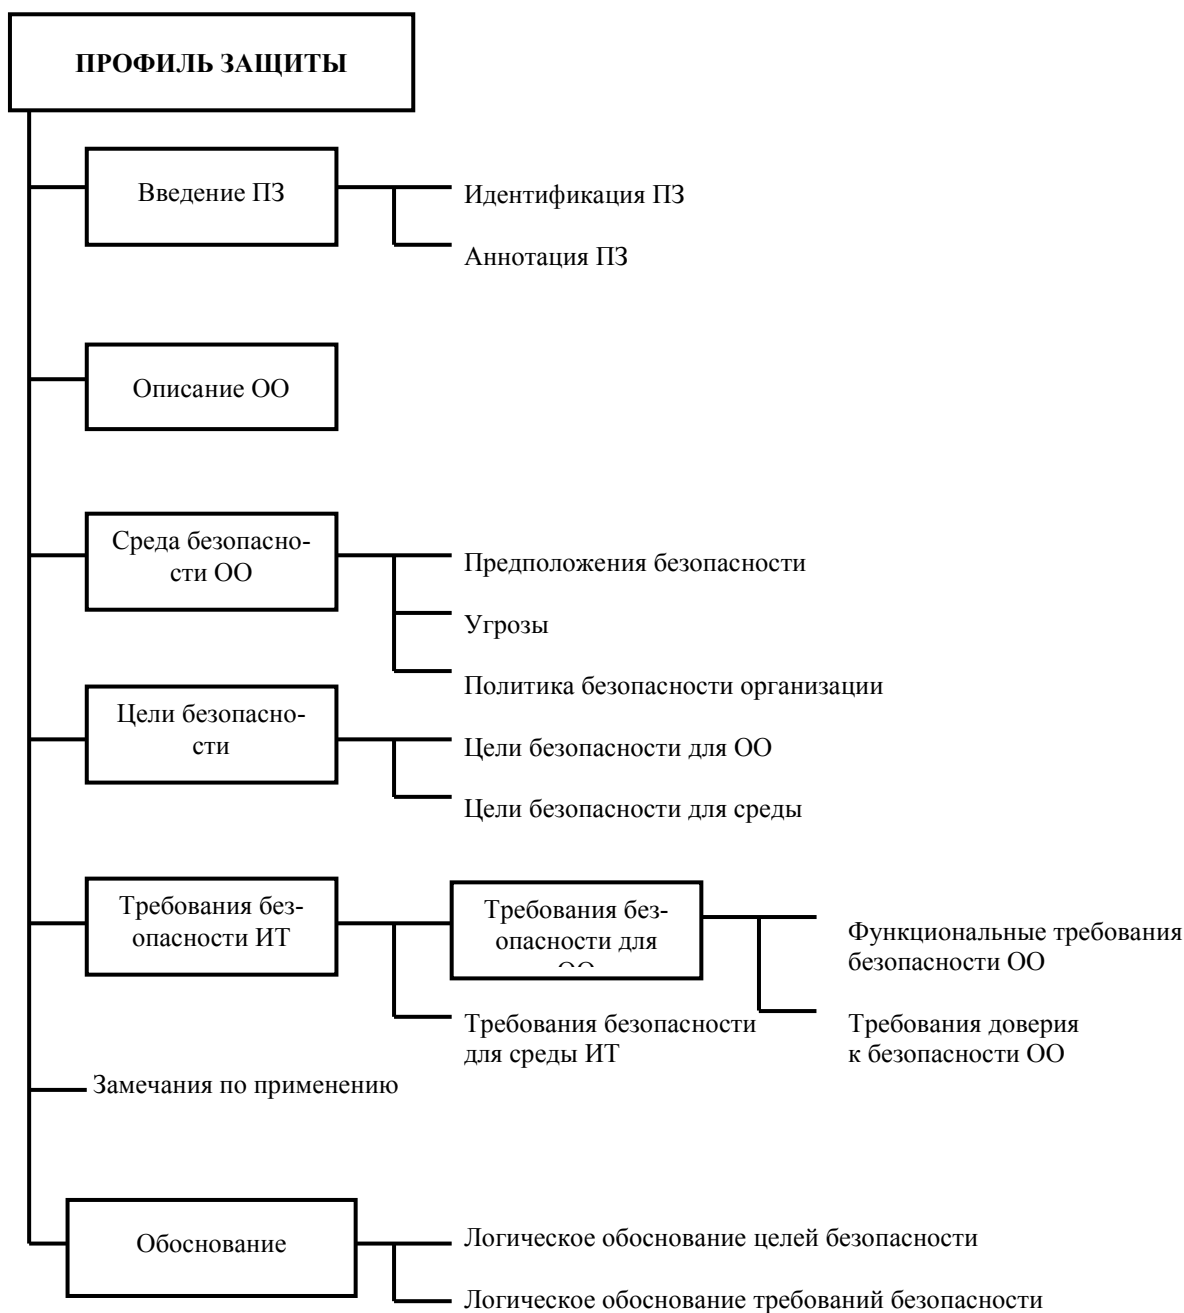 ПРОФИЛЬ ЗАЩИТЫ
Введение ПЗ
Идентификация ПЗ
Аннотация ПЗ
Описание ОО
Среда безопасно-
сти ОО
Предположения безопасности
Угрозы
Политика безопасности организации
Цели безопасно-
сти
Цели безопасности для ОО
Цели безопасности для среды
Требования без-
опасности ИТ
Требования без-
опасности для
Функциональные требования
безопасности ОО
Требования безопасности
для среды ИТ
Требования доверия
к безопасности ОО
Замечания по применению
Обоснование
Логическое обоснование целей безопасности
Логическое обоснование требований безопасности